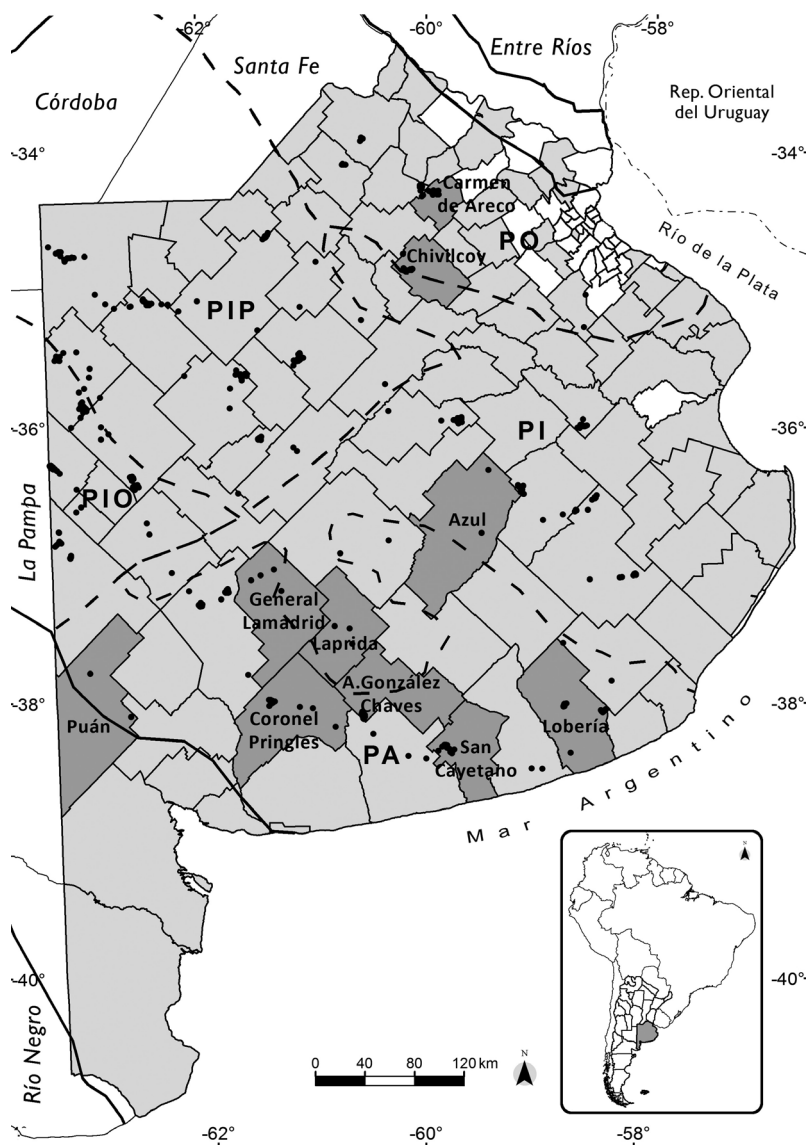 -62°
-60°
-58°
Entre Ríos
Santa Fe
Córdoba
Rep. Oriental
del Uruguay
-34°
-34°
Carmen
de Areco
PO
Río de la Plata
Chivilcoy
PIP
-36°
-36°
PI
PIO
La Pampa
Azul
General
Lamadrid
Laprida
A.González
Chaves
-38°
-38°
Puán
Coronel
Pringles
Lobería
PA
San
Cayetano
Mar Argentino
N
-40°
-40°
Río Negro
0 40 80 120 km
N
-62°
-60°
-58°